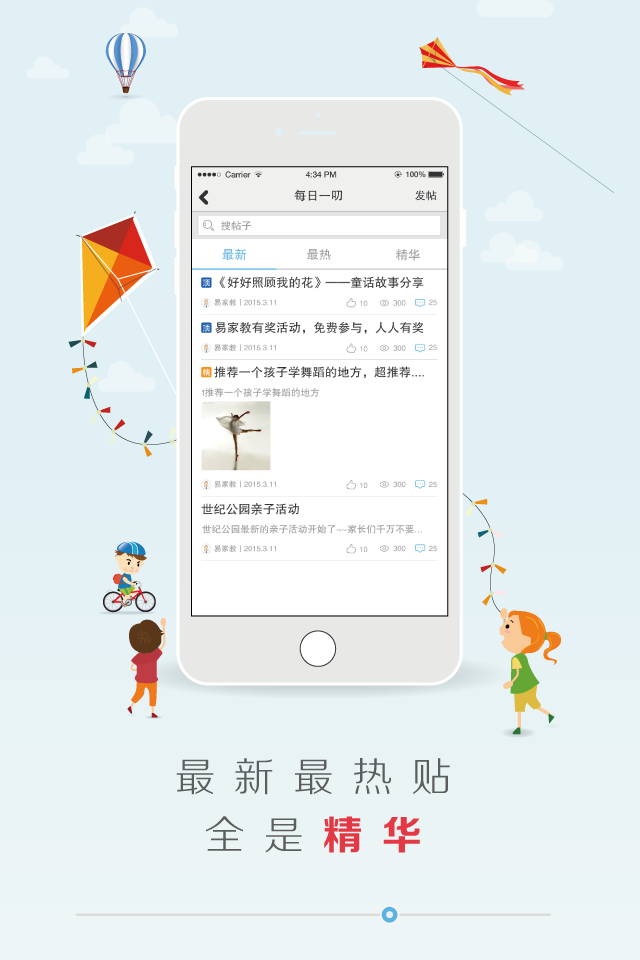 Carrier 4:34 PM 100%
每日一叨 发帖
搜帖子
最新 最热 精华
顶 《好好照顾我的花》——童话故事分享
易家教 | 2015.3.11 10 300 25
顶 易家教有奖活动，免费参与，人人有奖
易家教 | 2015.3.11 10 300 25
精 推荐一个孩子学舞蹈的地方，超推荐....
推荐一个孩子学舞蹈的地方
易家教 | 2015.3.11 10 300 25
世纪公园亲子活动
世纪公园最新的亲子活动开始了~~家长们千万不要...
易家教 | 2015.3.11 10 300 25
最新最热贴
全是精华